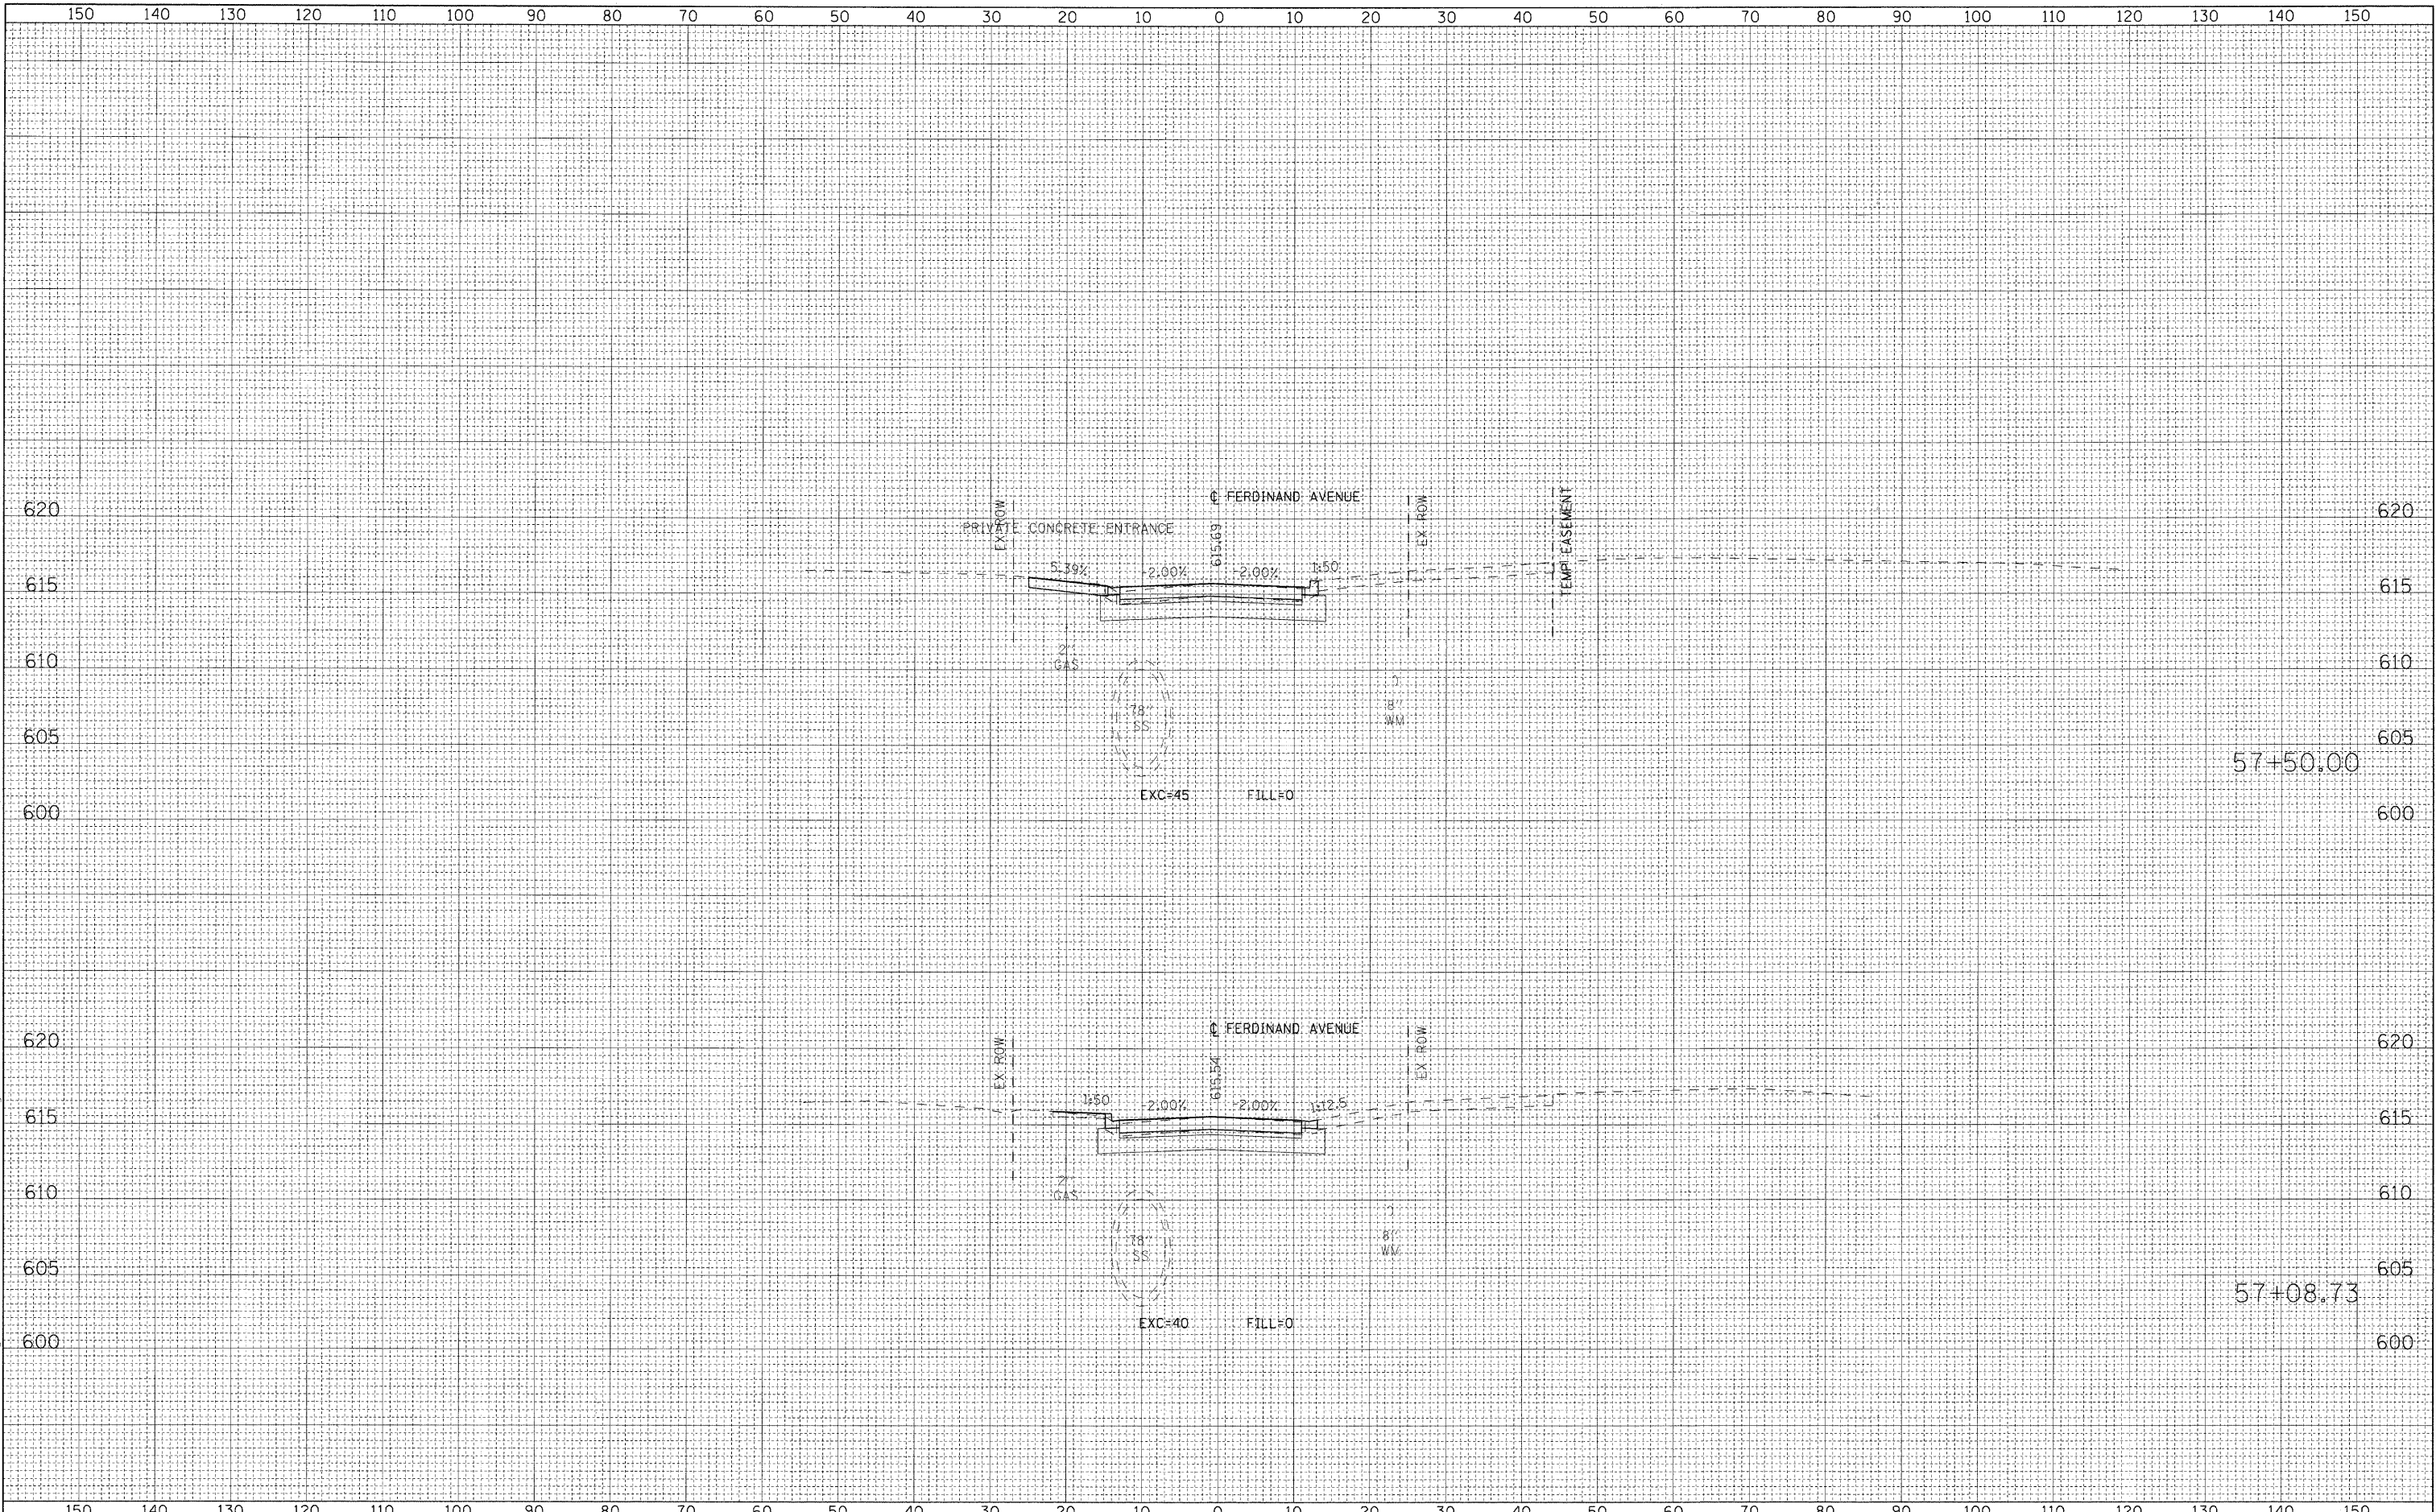 150 140 130 120 110 100 90 80 70 60 50 40 30 20 10 0 10 20 30 40 50 60 70 80 90 100 110 120 130 140 150
EX ROW
℄ FERDINAND AVENUE
EX ROW
TEMP EASEMENT
620 620
PRIVATE CONCRETE ENTRANCE
615.69
5.39% -2.00% -2.00% 1:50
615 615
2"
GAS
610 610
78"
SS
8"
WM
605 605
57+50.00
EXC=45 FILL=0
600 600
EX ROW
℄ FERDINAND AVENUE
EX ROW
620 620
615.54
1:50 -2.00% -2.00% 1:12.5
615 615
2"
GAS
610 610
78"
SS
8"
WM
605 605
57+08.73
EXC=40 FILL=0
600 600
150 140 130 120 110 100 90 80 70 60 50 40 30 20 10 0 10 20 30 40 50 60 70 80 90 100 110 120 130 140 150